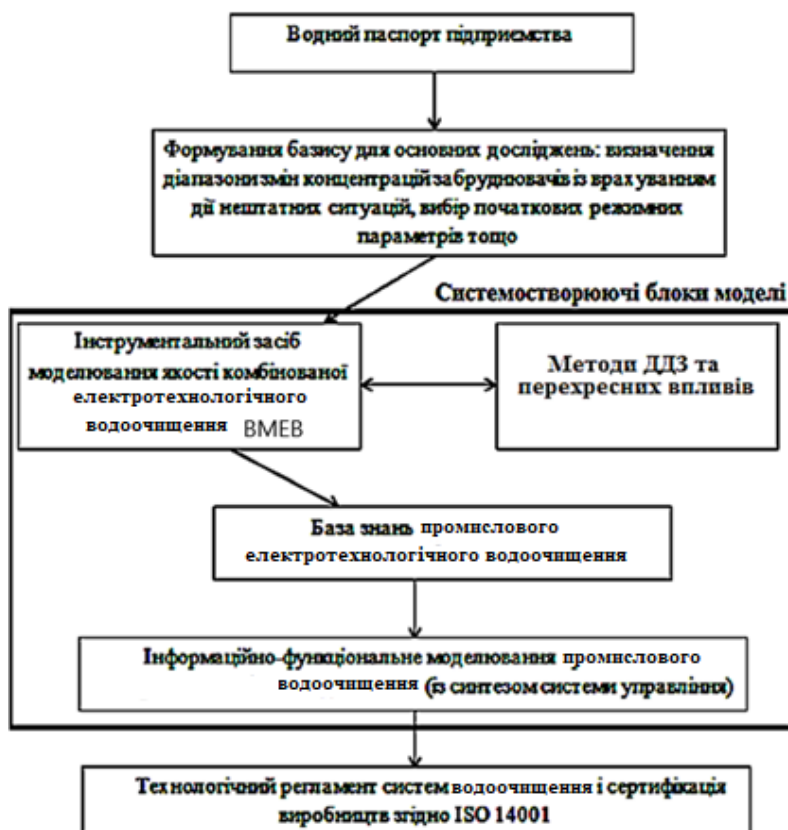 Водний паспорт підприємства
Формування базису для основних досліджень: визначення
діапазони змін концентрацій забруднювачів із врахуванням
дії нештатних ситуацій, вибір початкових режимних
параметрів тощо
Системостворюючі блоки моделі
Інструментальний засіб
моделювання якості комбінованої
електротехнологічного
водоочищення ВМЕВ
Методи ДДЗ та
перехресних впливів
База знань промислового
електротехнологічного водоочищення
Інформаційно-функціональне моделювання промислового
водоочищення (із синтезом системи управління)
Технологічний регламент систем водоочищення і сертифікація
виробництв згідно ISO 14001